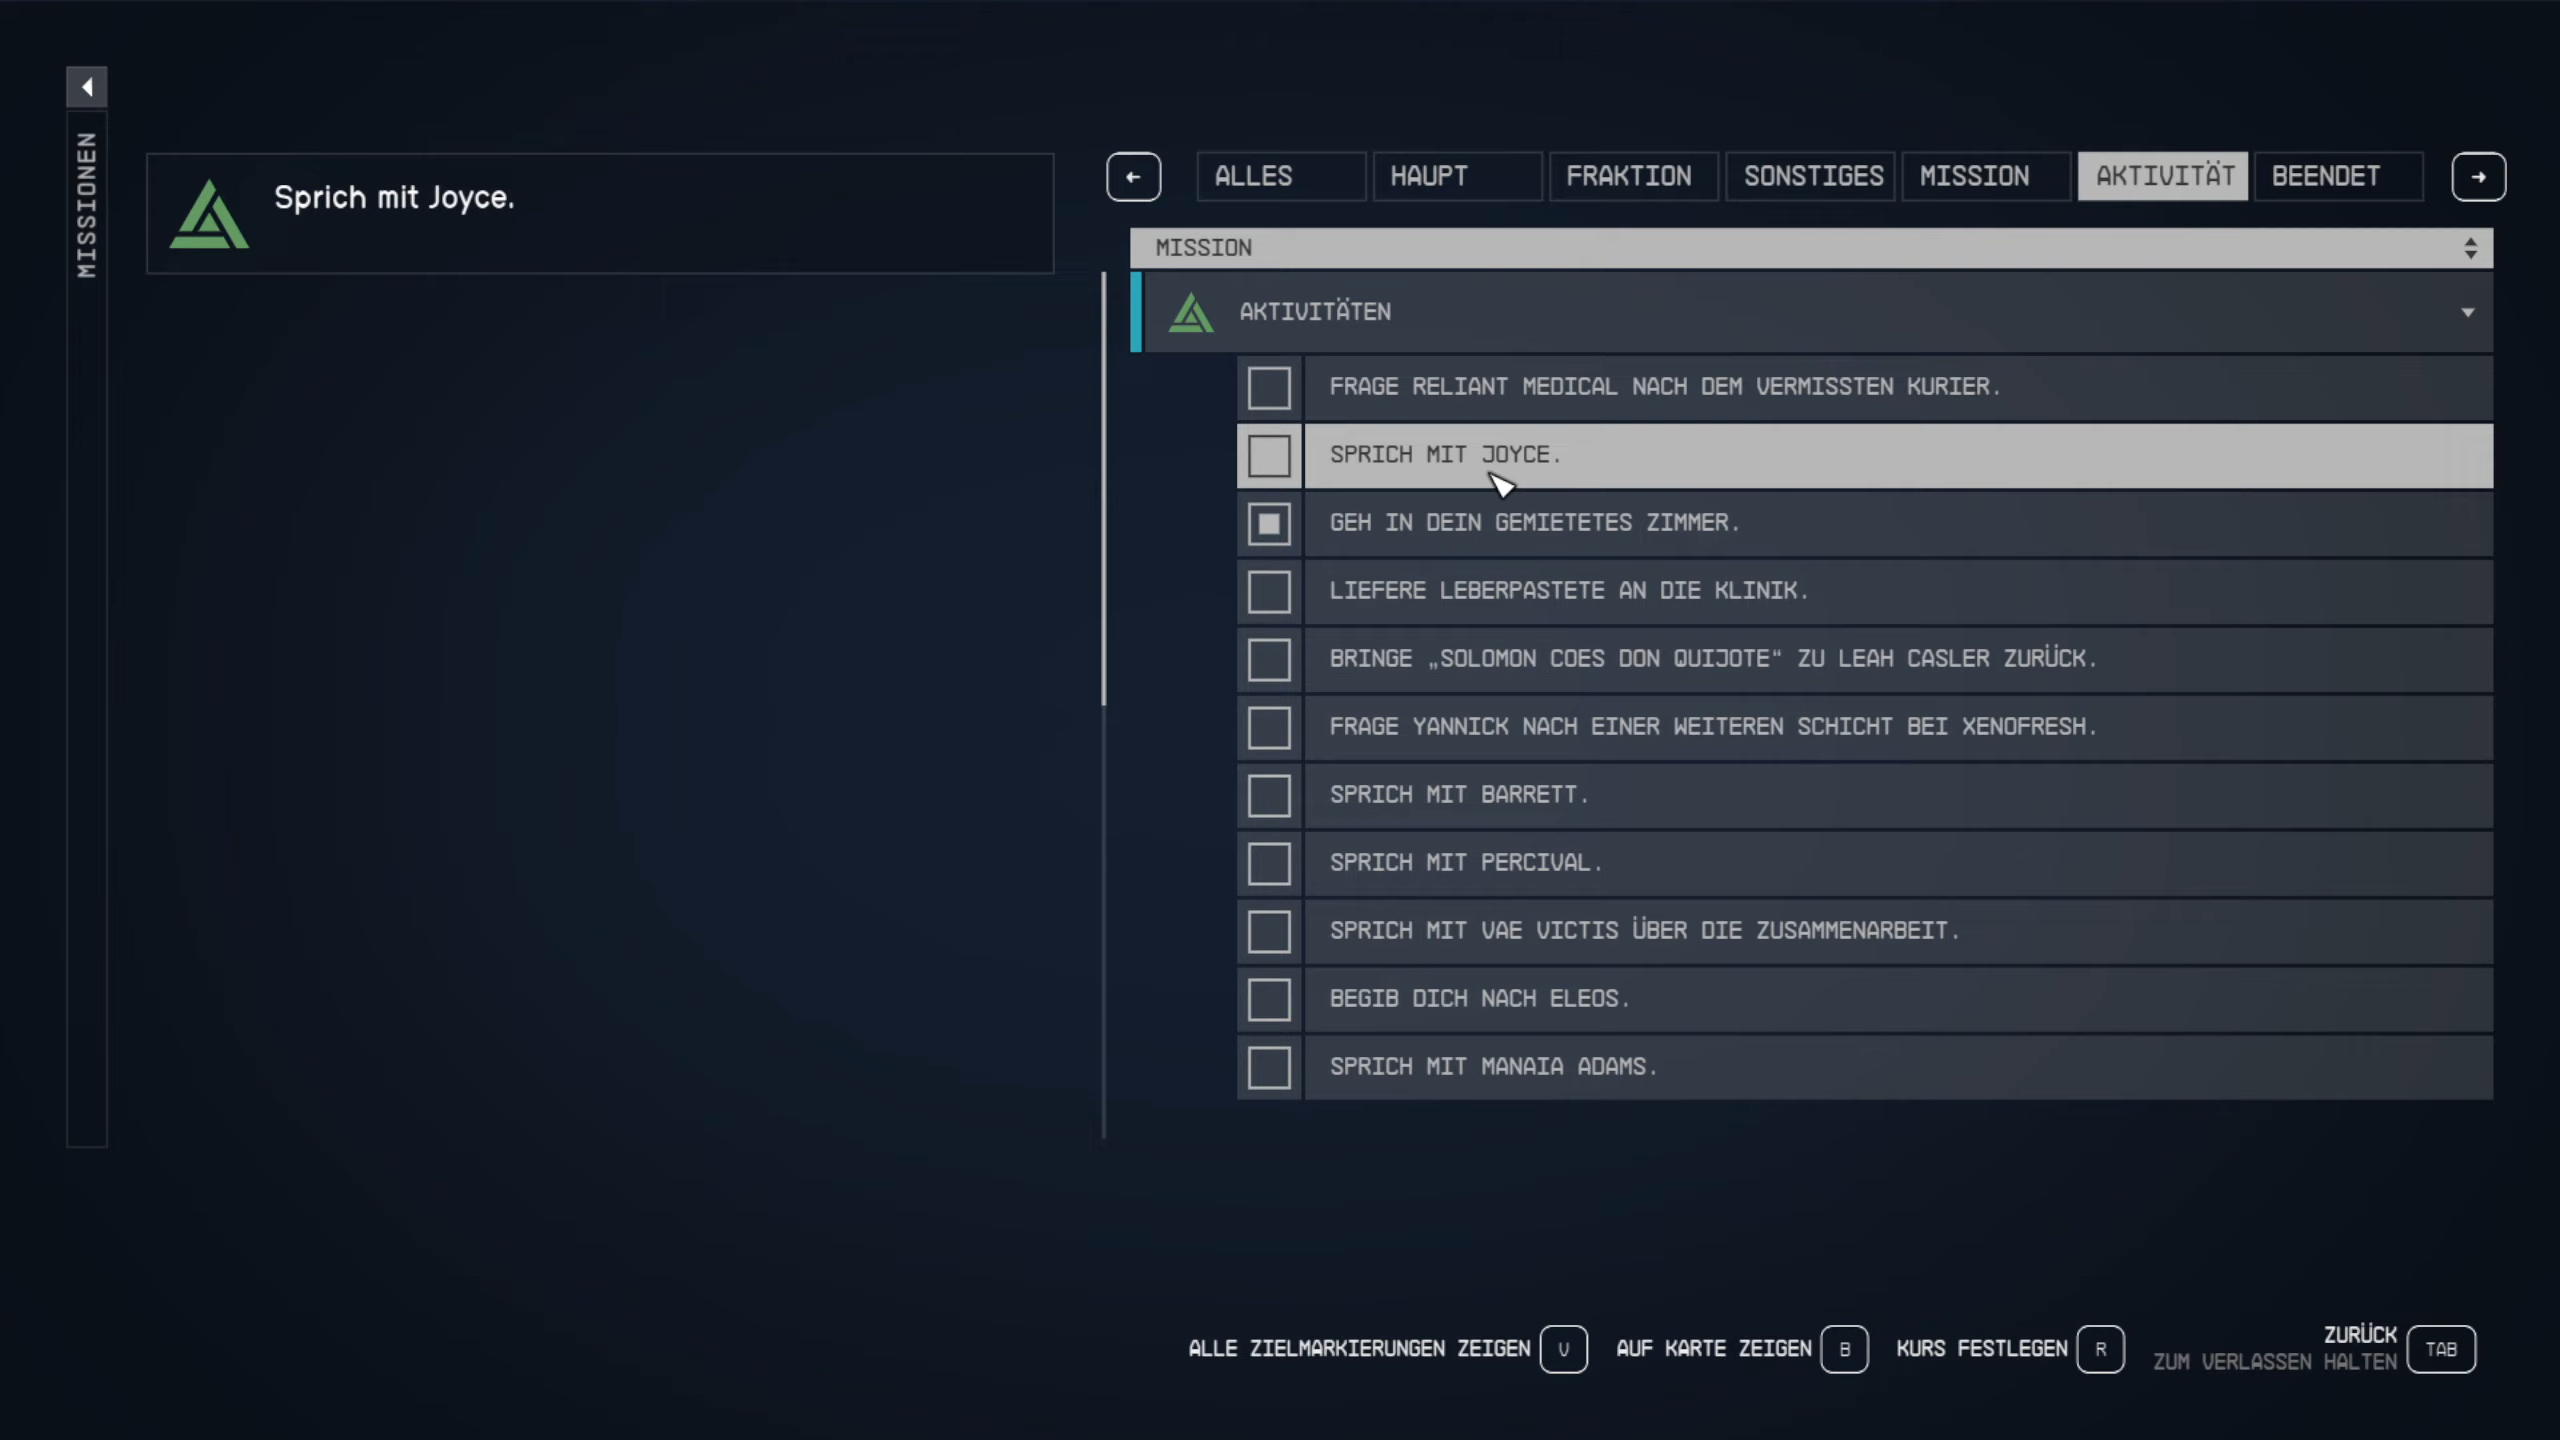 MISSIONEN
Sprich mit Joyce.
ALLES HAUPT FRAKTION SONSTIGES MISSION AKTIVITÄT BEENDET
MISSION
AKTIVITÄTEN
FRAGE RELIANT MEDICAL NACH DEM VERMISSTEN KURIER.
SPRICH MIT JOYCE.
GEH IN DEIN GEMIETETES ZIMMER.
LIEFERE LEBERPASTETE AN DIE KLINIK.
BRINGE „SOLOMON COES DON QUIJOTE“ ZU LEAH CASLER ZURÜCK.
FRAGE YANNICK NACH EINER WEITEREN SCHICHT BEI XENOFRESH.
SPRICH MIT BARRETT.
SPRICH MIT PERCIVAL.
SPRICH MIT VAE VICTIS ÜBER DIE ZUSAMMENARBEIT.
BEGIB DICH NACH ELEOS.
SPRICH MIT MANAIA ADAMS.
ALLE ZIELMARKIERUNGEN ZEIGEN V AUF KARTE ZEIGEN B KURS FESTLEGEN R ZURÜCK TAB
ZUM VERLASSEN HALTEN